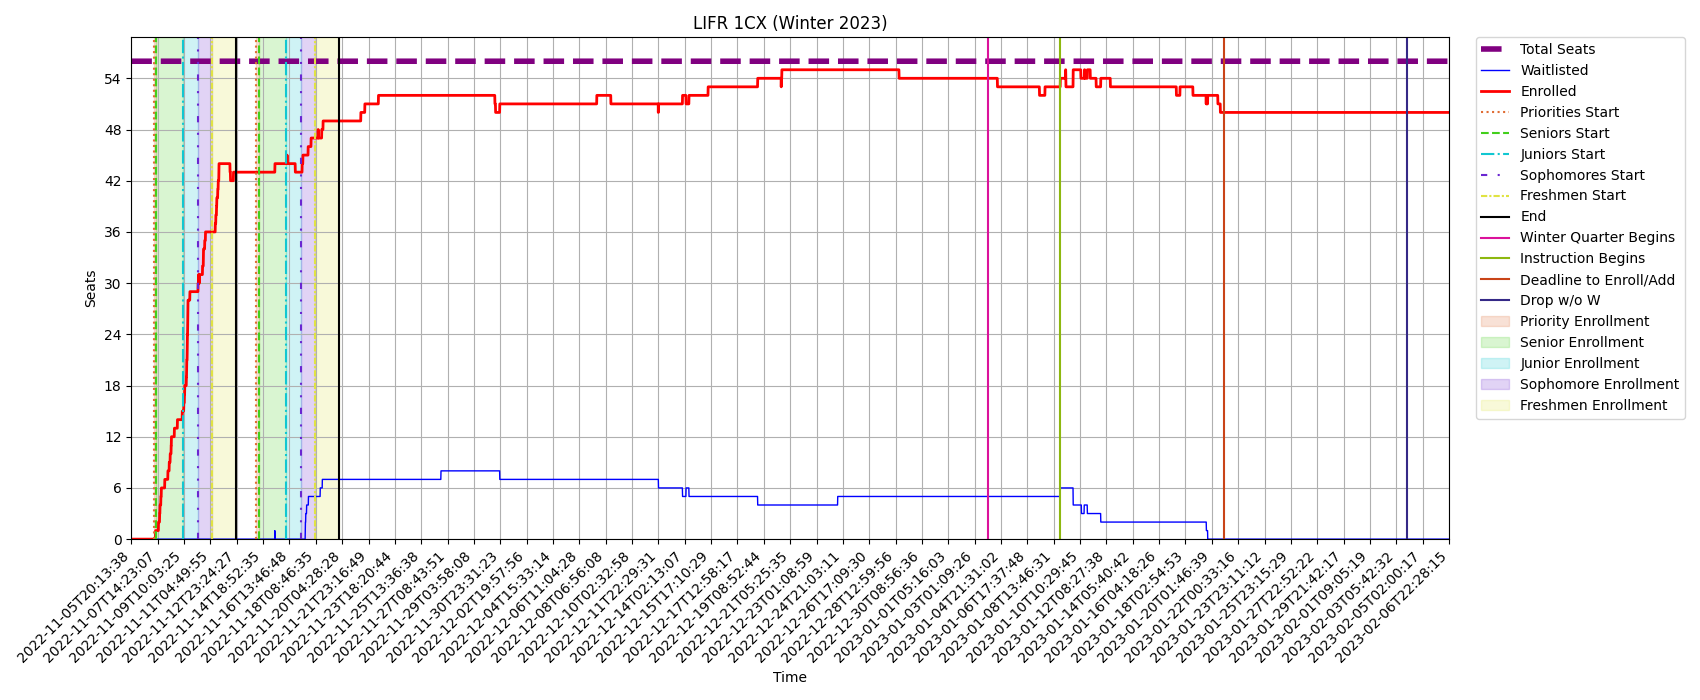 LIFR 1CX (Winter 2023)
Seats
54
48
42
36
30
24
18
12
6
0
2022-11-05T20:13:38
2022-11-07T14:23:07
2022-11-09T10:03:25
2022-11-11T04:49:55
2022-11-12T23:24:27
2022-11-14T18:52:35
2022-11-16T13:46:48
2022-11-18T08:46:35
2022-11-20T04:28:28
2022-11-21T23:16:49
2022-11-23T18:20:44
2022-11-25T13:36:38
2022-11-27T08:43:51
2022-11-29T03:58:08
2022-11-30T23:31:23
2022-12-02T19:57:56
2022-12-04T15:33:14
2022-12-06T11:04:28
2022-12-08T06:56:08
2022-12-10T02:32:58
2022-12-11T22:29:31
2022-12-14T02:13:07
2022-12-15T17:10:29
2022-12-17T12:58:17
2022-12-19T08:52:44
2022-12-21T05:25:35
2022-12-23T01:08:59
2022-12-24T21:03:11
2022-12-26T17:09:30
2022-12-28T12:59:56
2022-12-30T08:56:36
2023-01-01T05:16:03
2023-01-03T01:09:26
2023-01-04T21:31:02
2023-01-06T17:37:48
2023-01-08T13:46:31
2023-01-10T10:29:45
2023-01-12T08:27:38
2023-01-14T05:40:42
2023-01-16T04:18:26
2023-01-18T02:54:53
2023-01-20T01:46:39
2023-01-22T00:33:16
2023-01-23T23:11:12
2023-01-25T23:15:29
2023-01-27T22:52:22
2023-01-29T21:42:17
2023-02-01T09:05:19
2023-02-03T05:42:32
2023-02-05T02:00:17
2023-02-06T22:28:15
Time
Total Seats
Waitlisted
Enrolled
Priorities Start
Seniors Start
Juniors Start
Sophomores Start
Freshmen Start
End
Winter Quarter Begins
Instruction Begins
Deadline to Enroll/Add
Drop w/o W
Priority Enrollment
Senior Enrollment
Junior Enrollment
Sophomore Enrollment
Freshmen Enrollment